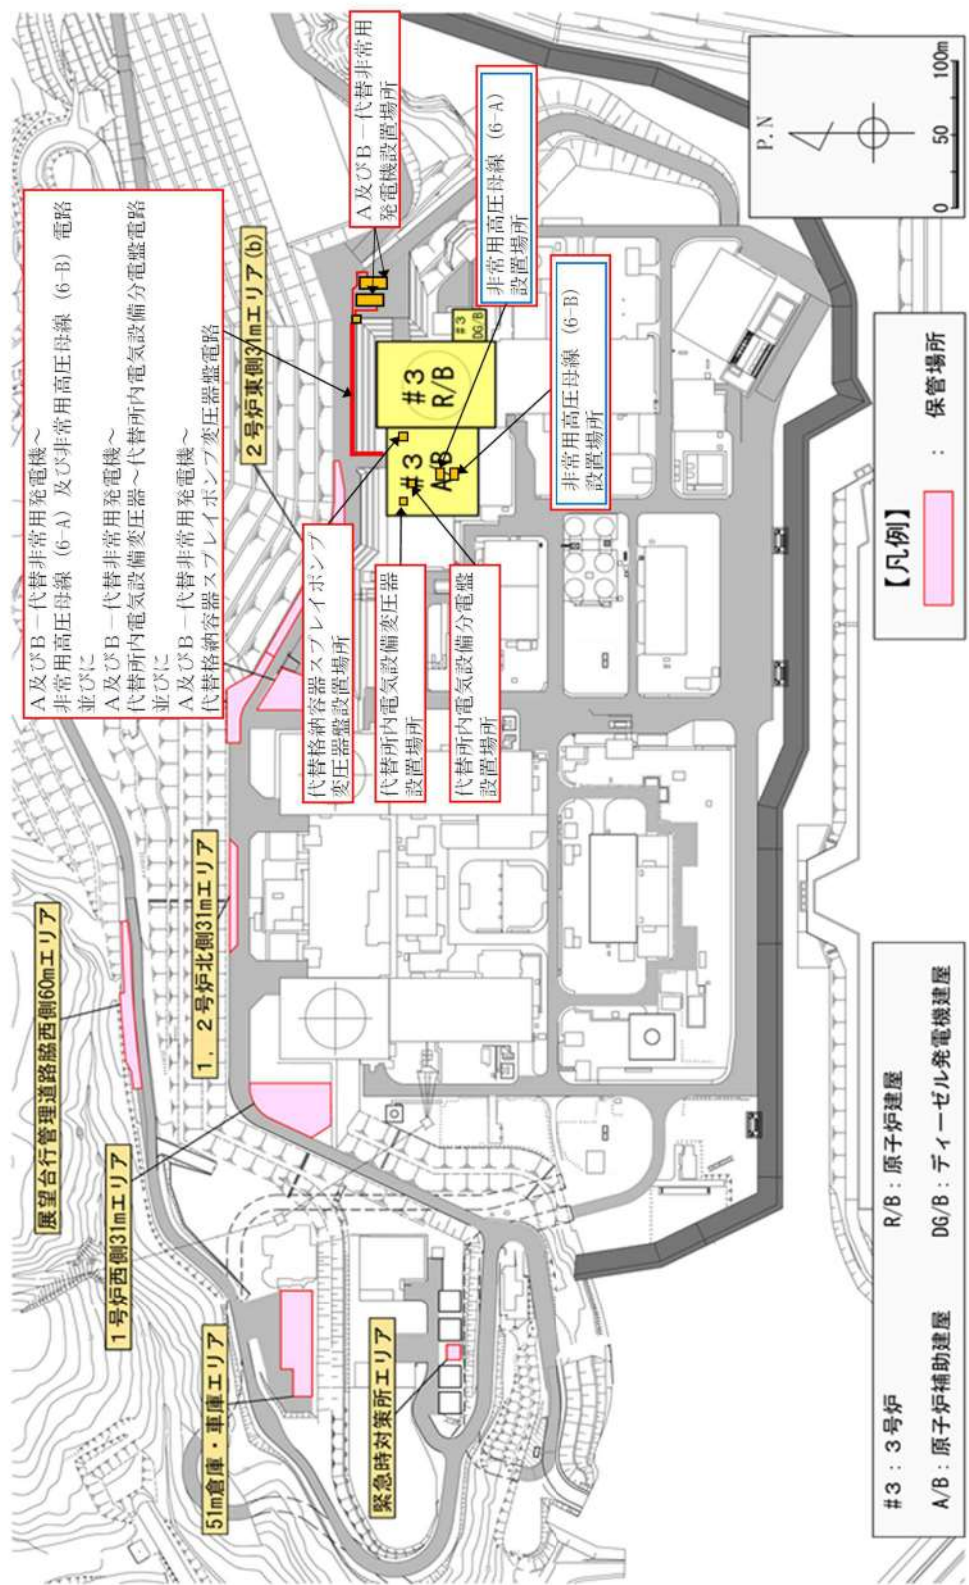 展望台行管理道路脇西側60mエリア
1号炉西側31mエリア
51m倉庫・車庫エリア
緊急時対策所エリア
1，2号炉北側31mエリア
2号炉東側31mエリア(b)
A及びB－代替非常用発電機～
非常用高圧母線（6-A）及び非常用高圧母線（6-B）電路
並びに
A及びB－代替非常用発電機～
代替所内電気設備変圧器～代替所内電気設備分電盤電路
並びに
A及びB－代替非常用発電機～
代替格納容器スプレイポンプ変圧器盤電路
A及びB－代替非常用
発電機設置場所
代替格納容器スプレイポンプ
変圧器盤設置場所
代替所内電気設備変圧器
設置場所
代替所内電気設備分電盤
設置場所
非常用高圧母線（6-A）
設置場所
非常用高圧母線（6-B）
設置場所
#3
R/B
#3
A/B
#3
DG/B
P.N
0 50 100m
【凡例】
： 保管場所
#3：3号炉 R/B：原子炉建屋
A/B：原子炉補助建屋 DG/B：ディーゼル発電機建屋